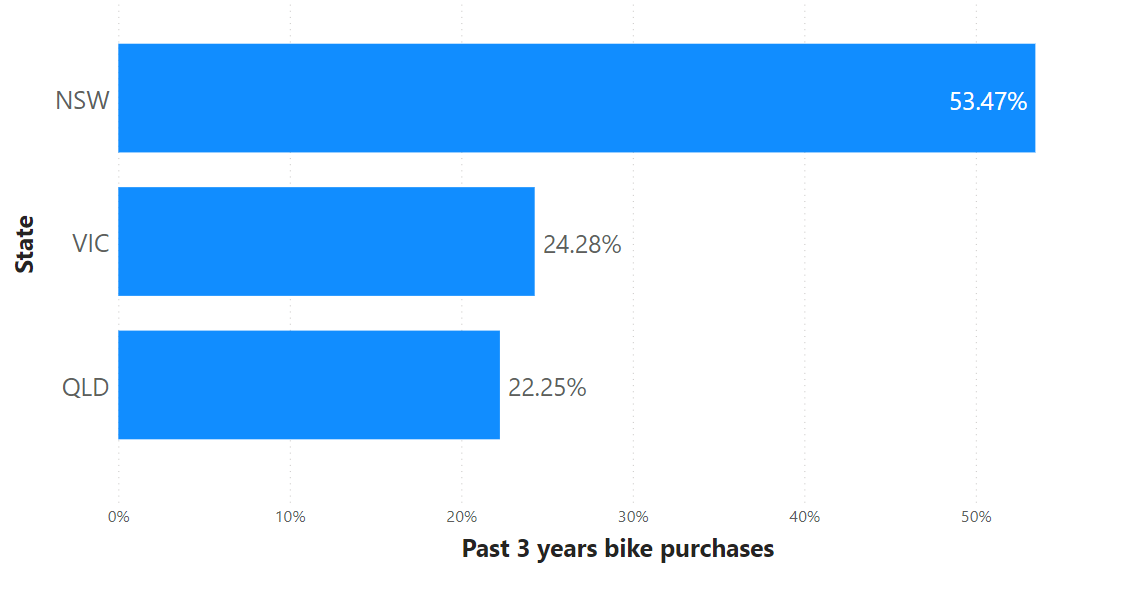 NSW
53.47%
State
VIC
24.28%
QLD
22.25%
0% 10% 20% 30% 40% 50%
Past 3 years bike purchases